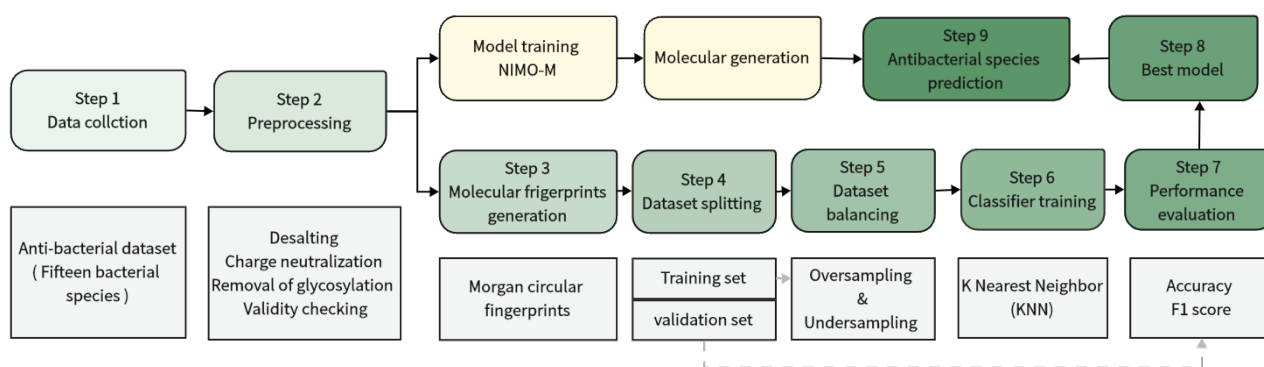 Step 1
Data collction
Step 2
Preprocessing
Model training
NIMO-M
Molecular generation
Step 9
Antibacterial species
prediction
Step 8
Best model
Step 3
Molecular frigerprints
generation
Step 4
Dataset splitting
Step 5
Dataset
balancing
Step 6
Classifier training
Step 7
Performance
evaluation
Anti-bacterial dataset
( Fifteen bacterial
species )
Desalting
Charge neutralization
Removal of glycosylation
Validity checking
Morgan circular
fingerprints
Training set
validation set
Oversampling
&
Undersampling
K Nearest Neighbor
(KNN)
Accuracy
F1 score